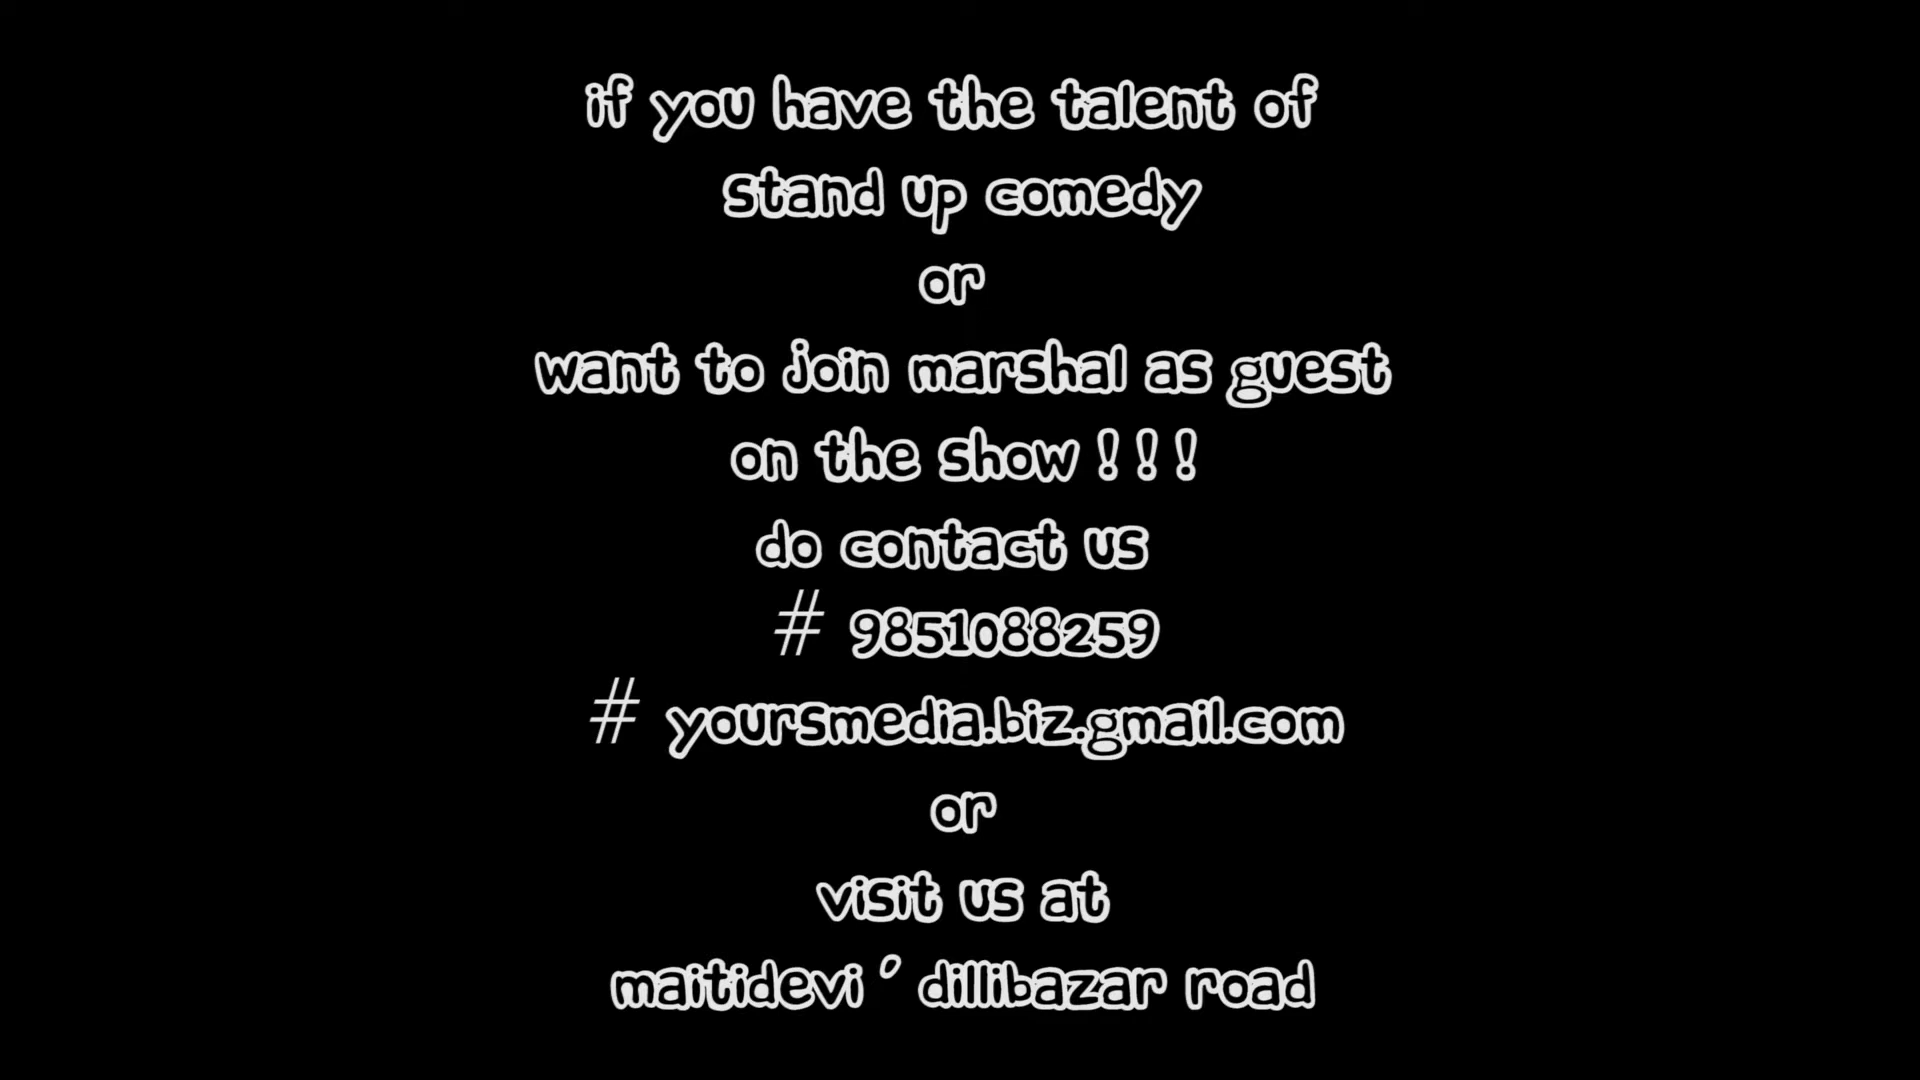 if you have the talent of
stand up comedy
or
want to join marshal as guest
on the show ! ! !
do contact us
# 9851088259
# yoursmedia.biz.gmail.com
or
visit us at
maitidevi ' dillibazar road